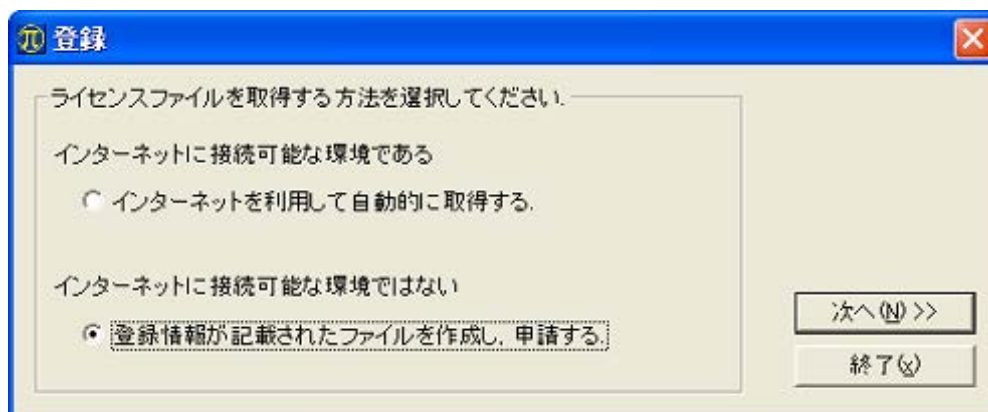 登録
ライセンスファイルを取得する方法を選択してください.
インターネットに接続可能な環境である
インターネットを利用して自動的に取得する.
インターネットに接続可能な環境ではない
登録情報が記載されたファイルを作成し、申請する.
次へ(N) >>
終了(x)